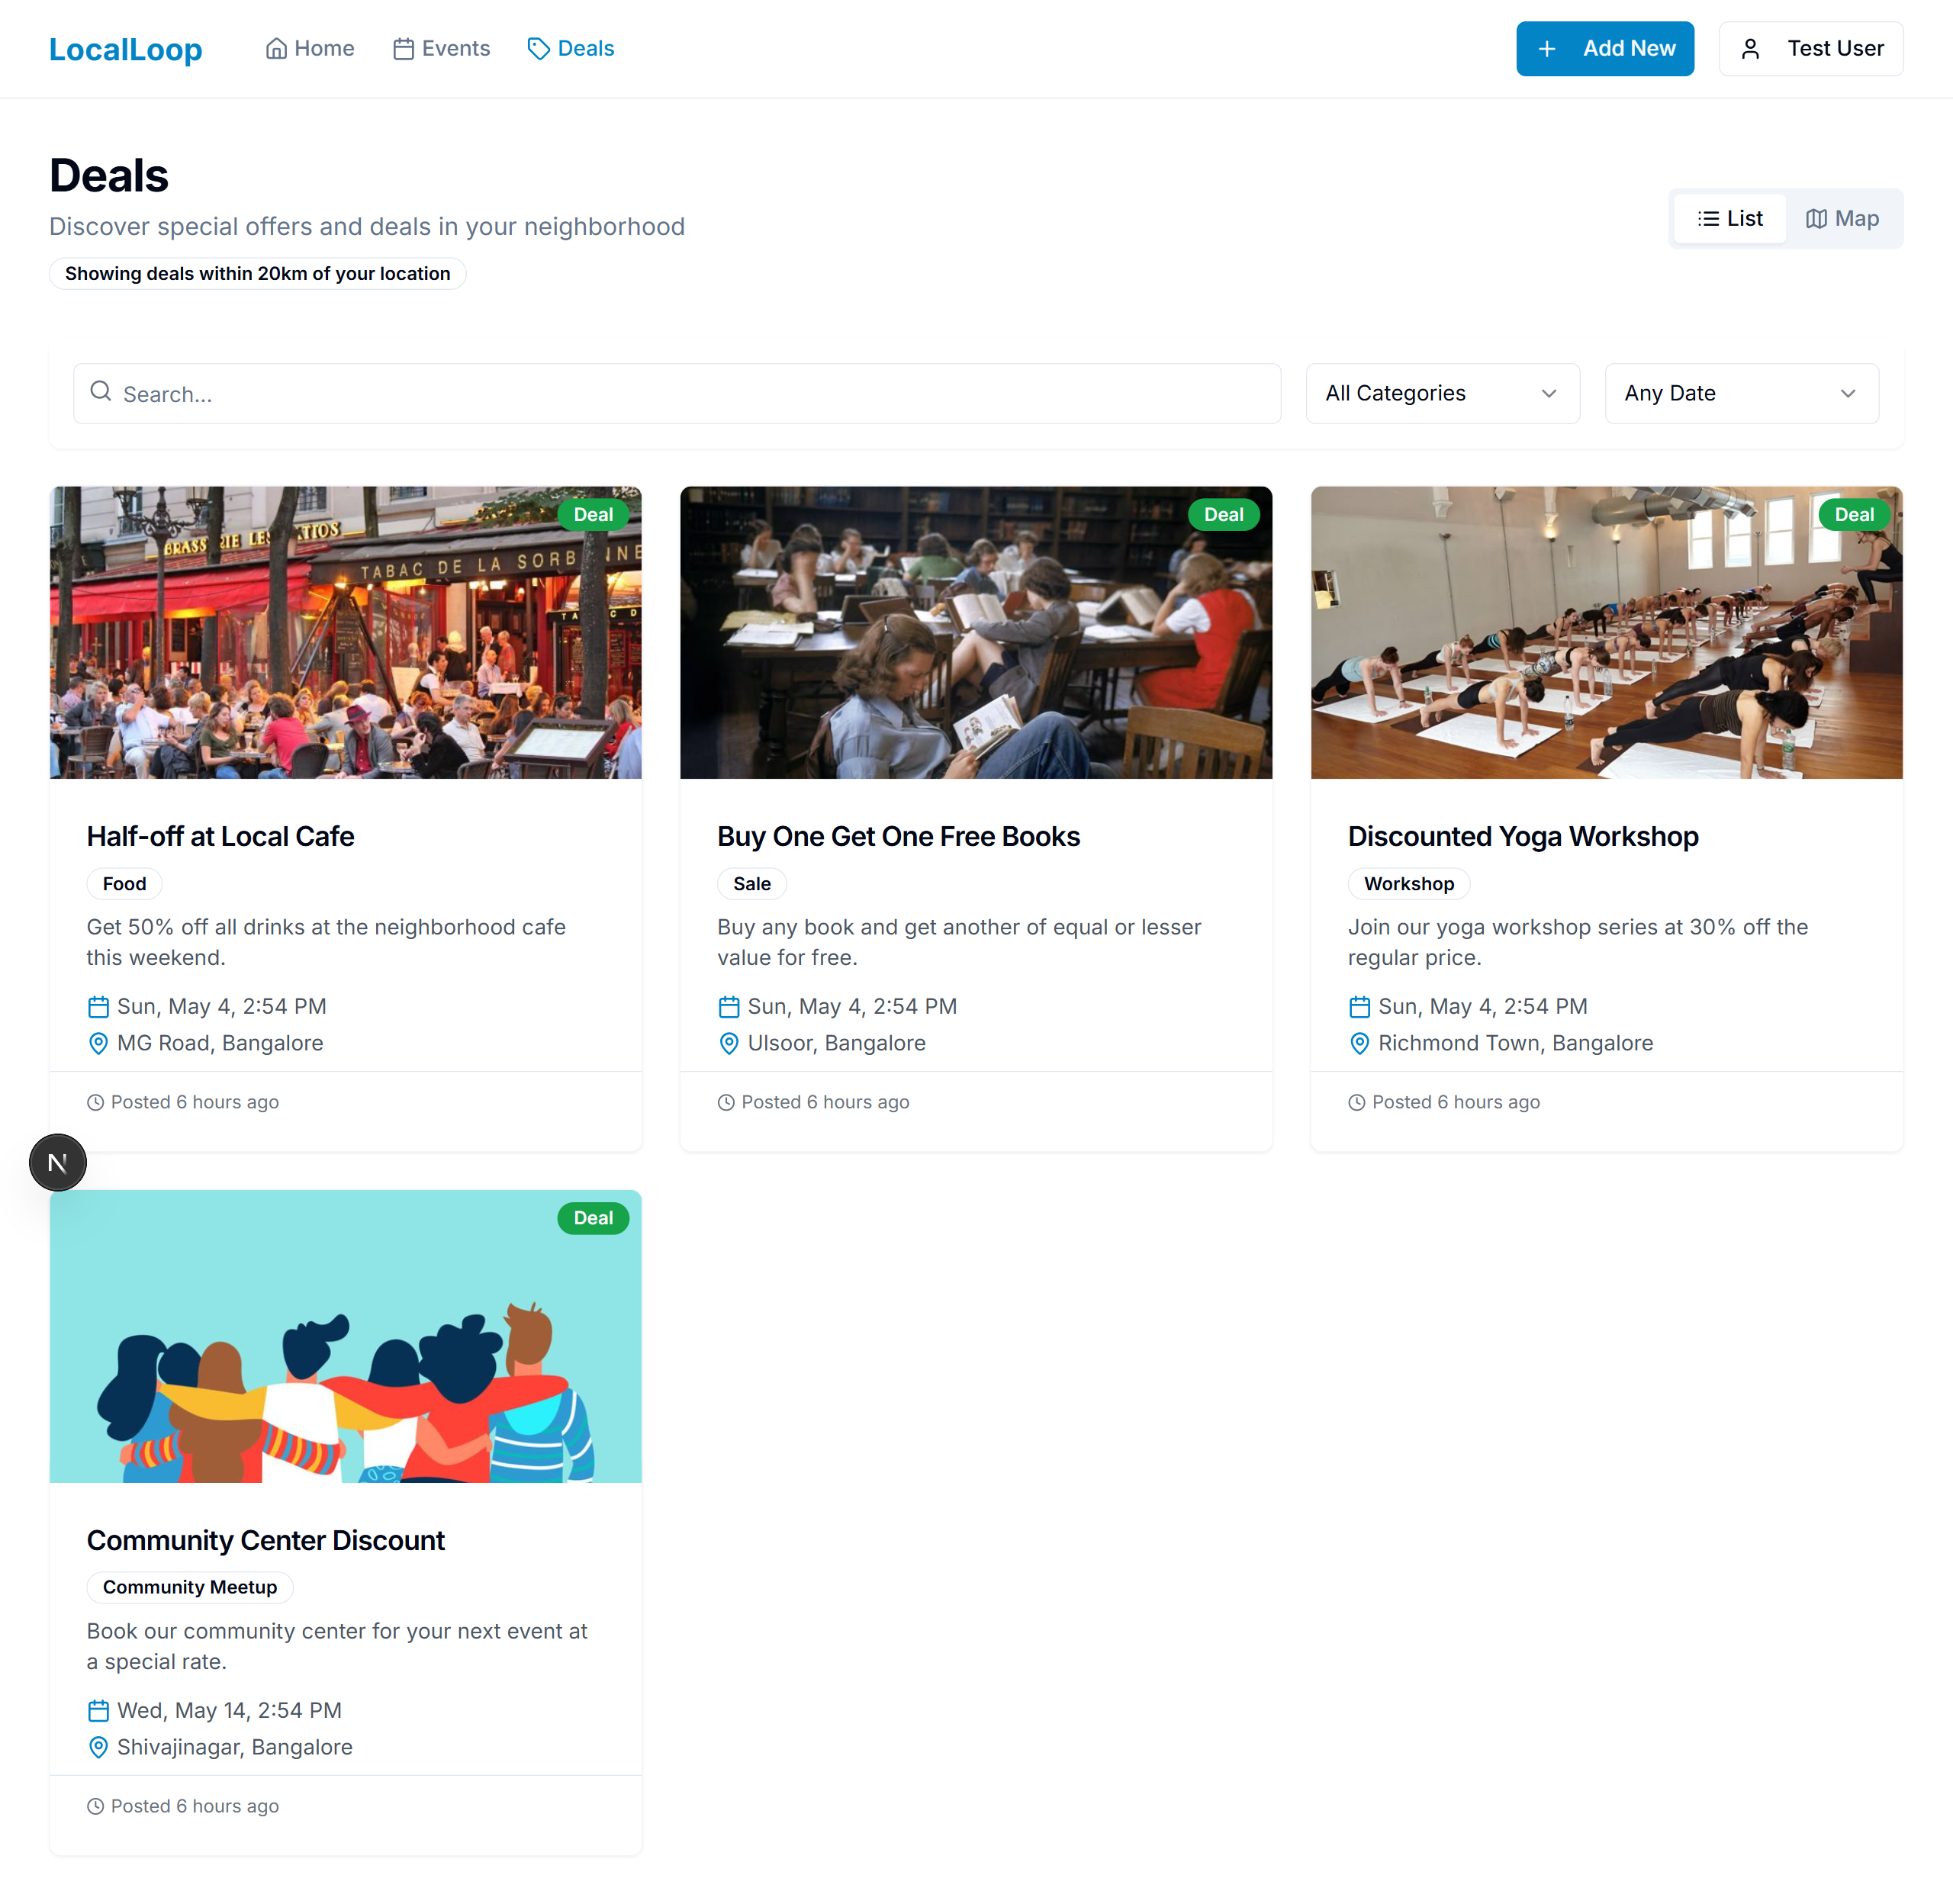 LocalLoop
Home
Events
Deals
Add New
Test User
Deals
Discover special offers and deals in your neighborhood
Showing deals within 20km of your location
List
Map
Search...
All Categories
Any Date
BRASSERIE
TABAC DE LA SORBONNE
Deal
Deal
Deal
Half-off at Local Cafe
Food
Get 50% off all drinks at the neighborhood cafe
this weekend.
Sun, May 4, 2:54 PM
MG Road, Bangalore
Posted 6 hours ago
Buy One Get One Free Books
Sale
Buy any book and get another of equal or lesser
value for free.
Sun, May 4, 2:54 PM
Ulsoor, Bangalore
Posted 6 hours ago
Discounted Yoga Workshop
Workshop
Join our yoga workshop series at 30% off the
regular price.
Sun, May 4, 2:54 PM
Richmond Town, Bangalore
Posted 6 hours ago
N
Deal
Community Center Discount
Community Meetup
Book our community center for your next event at
a special rate.
Wed, May 14, 2:54 PM
Shivajinagar, Bangalore
Posted 6 hours ago